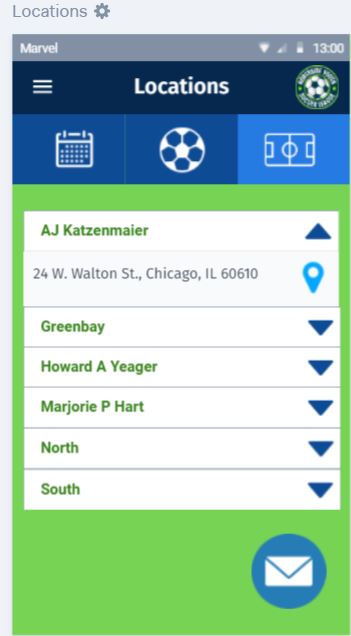 Locations
Marvel 13:00
Locations
AJ Katzenmaier
24 W. Walton St., Chicago, IL 60610
Greenbay
Howard A Yeager
Marjorie P Hart
North
South